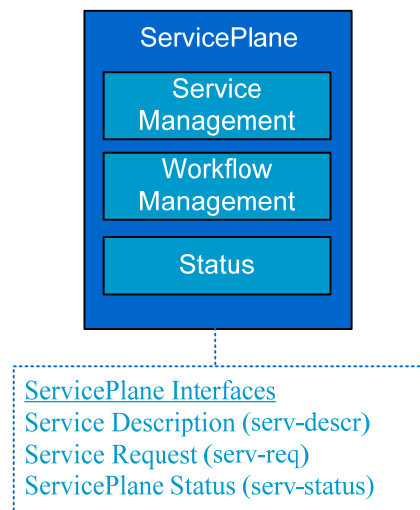 ServicePlane
Service
Management
Workflow
Management
Status
ServicePlane Interfaces
Service Description (serv-descr)
Service Request (serv-req)
ServicePlane Status (serv-status)